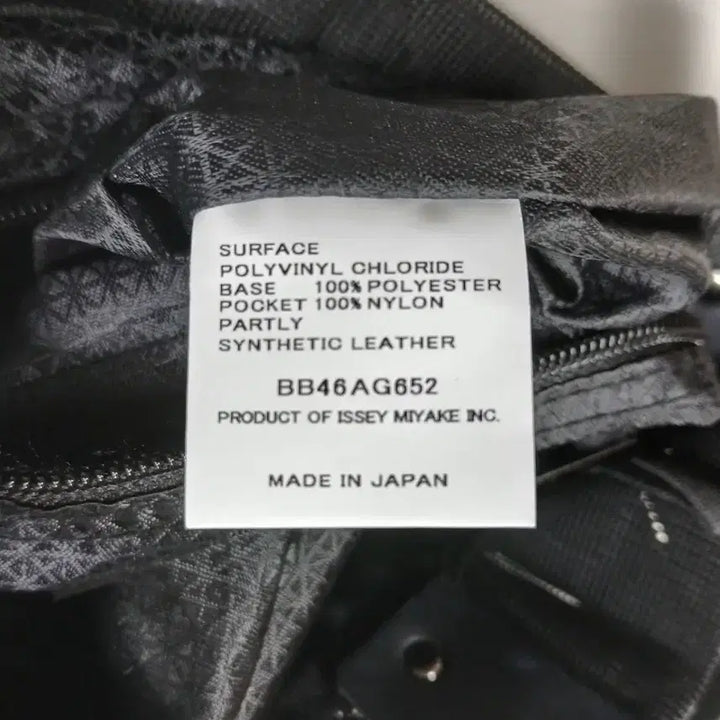 SURFACE
POLYVINYL CHLORIDE
BASE 100% POLYESTER
POCKET 100% NYLON
PARTLY
SYNTHETIC LEATHER
BB46AG652
PRODUCT OF ISSEY MIYAKE INC.
MADE IN JAPAN